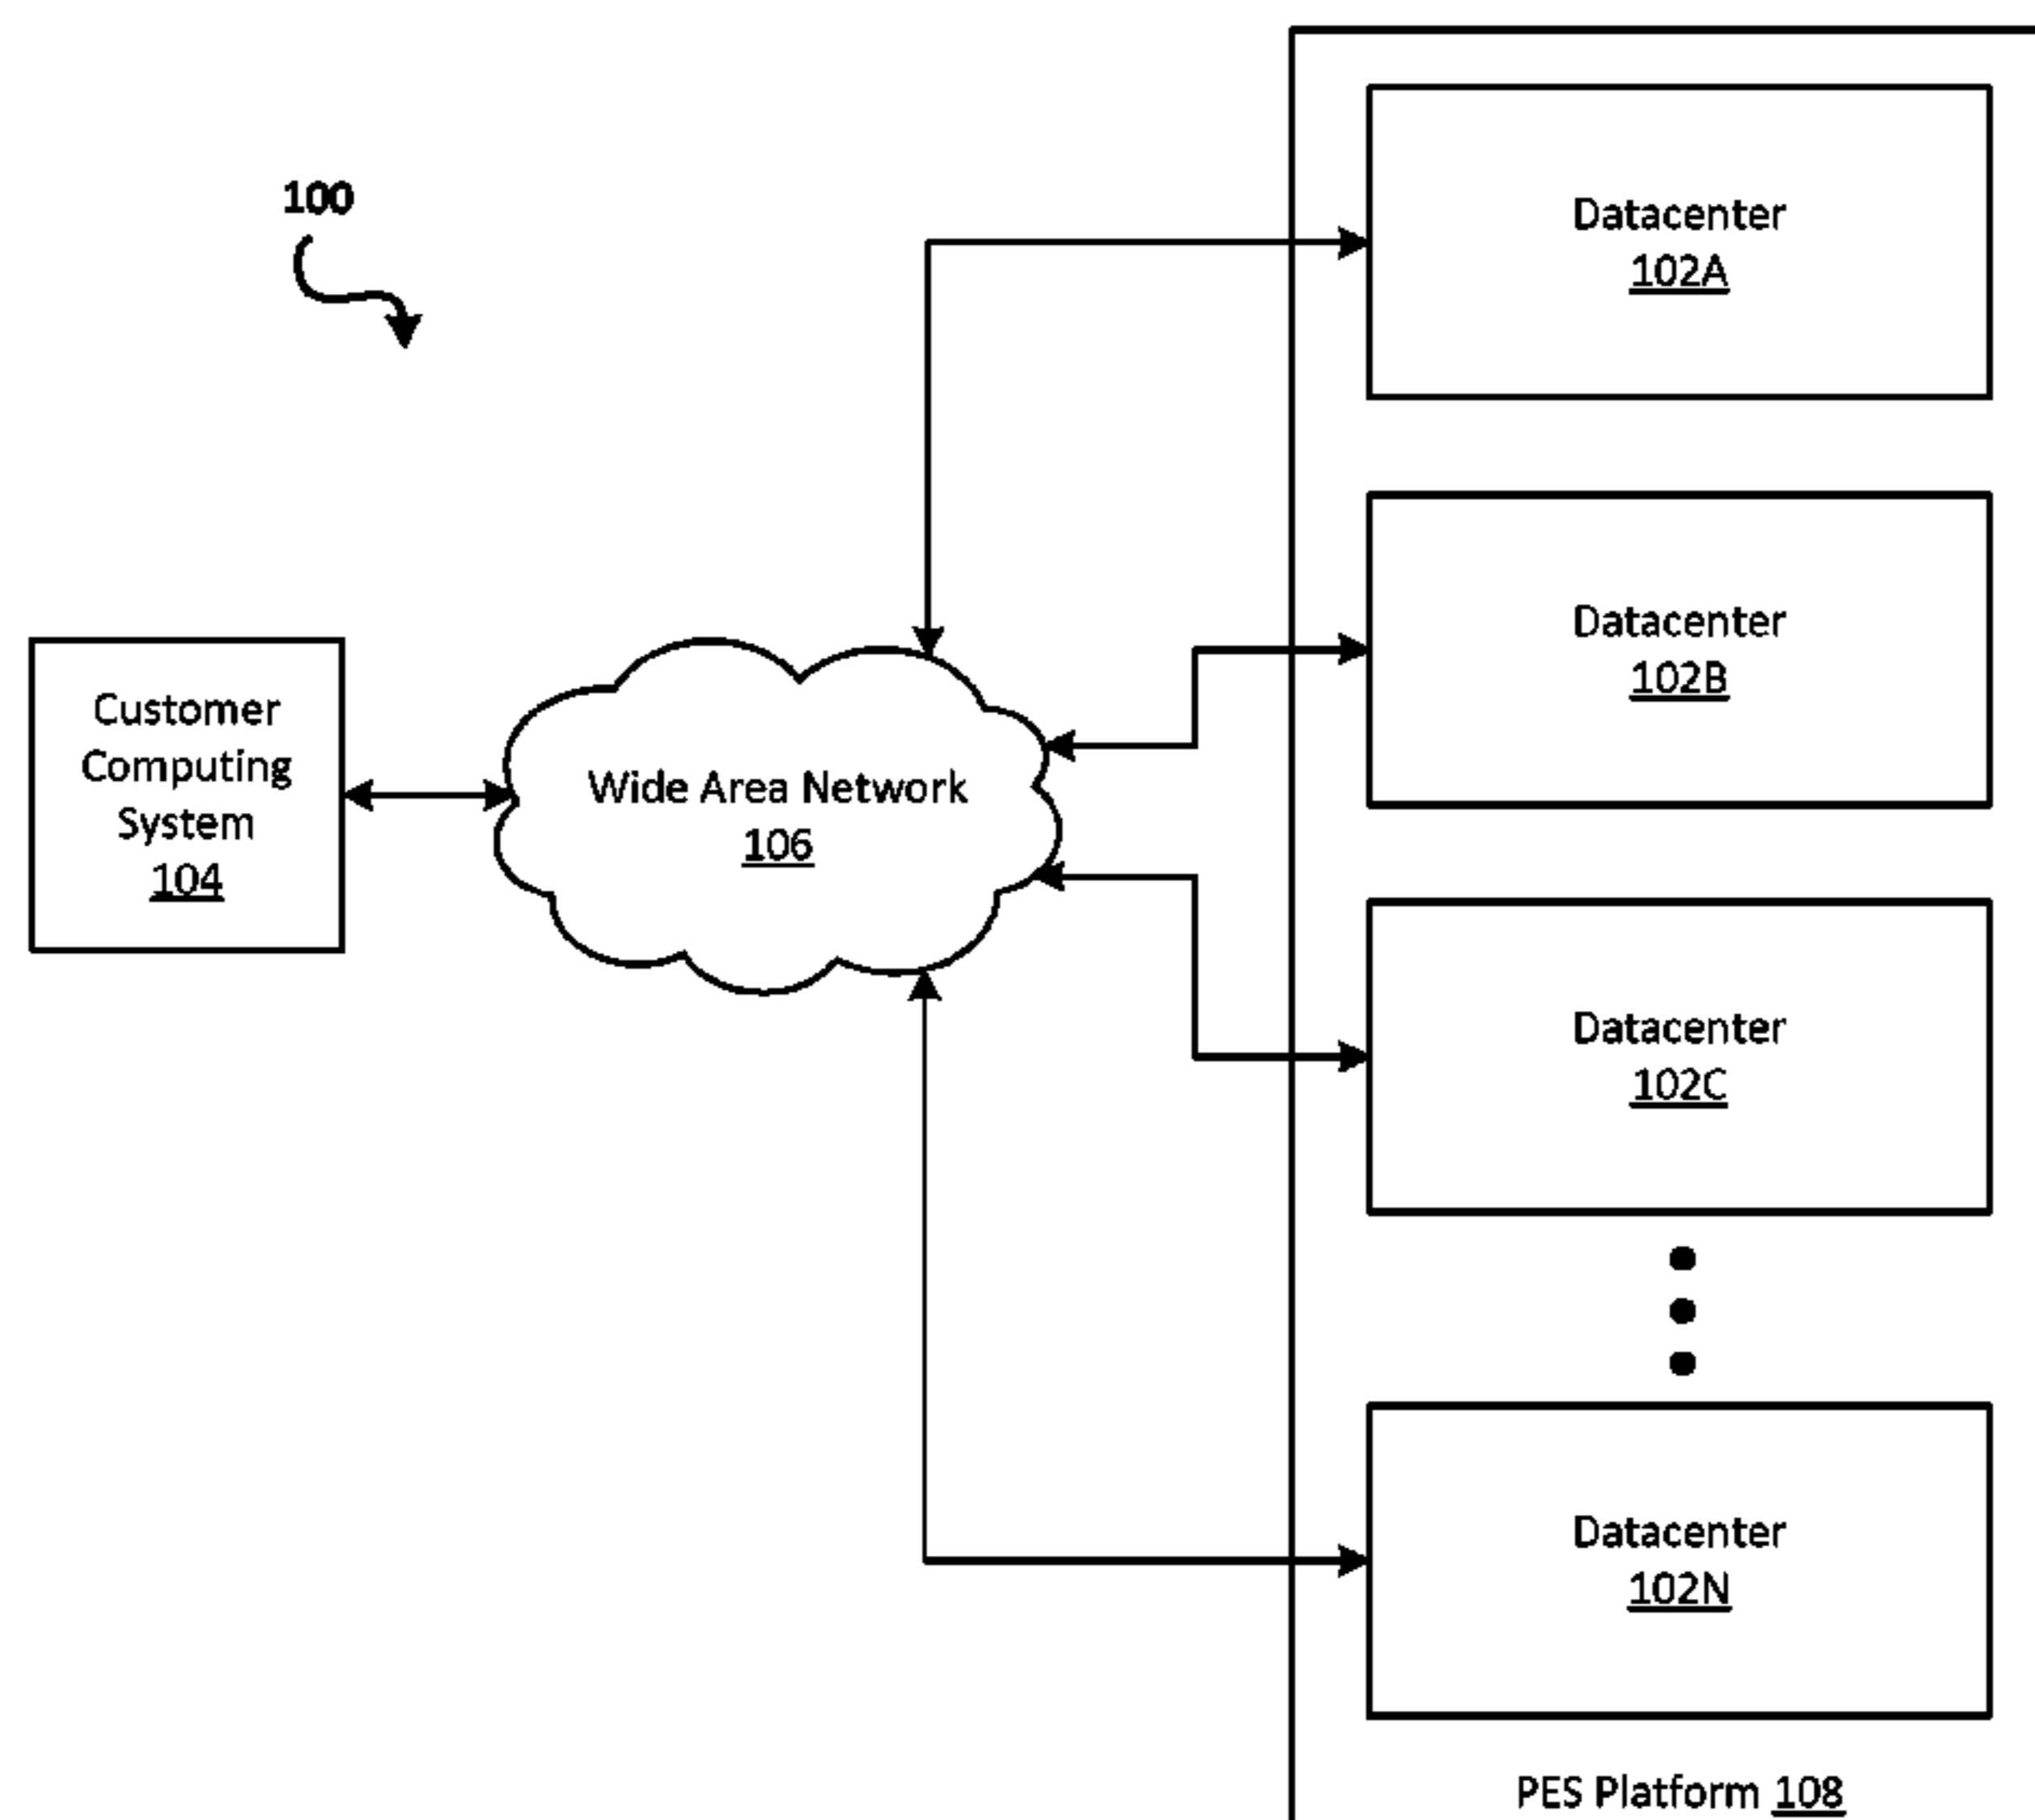 100
Datacenter
102A
Datacenter
102B
Customer
Computing
System
104
Wide Area Network
106
Datacenter
102C
Datacenter
102N
PES Platform 108